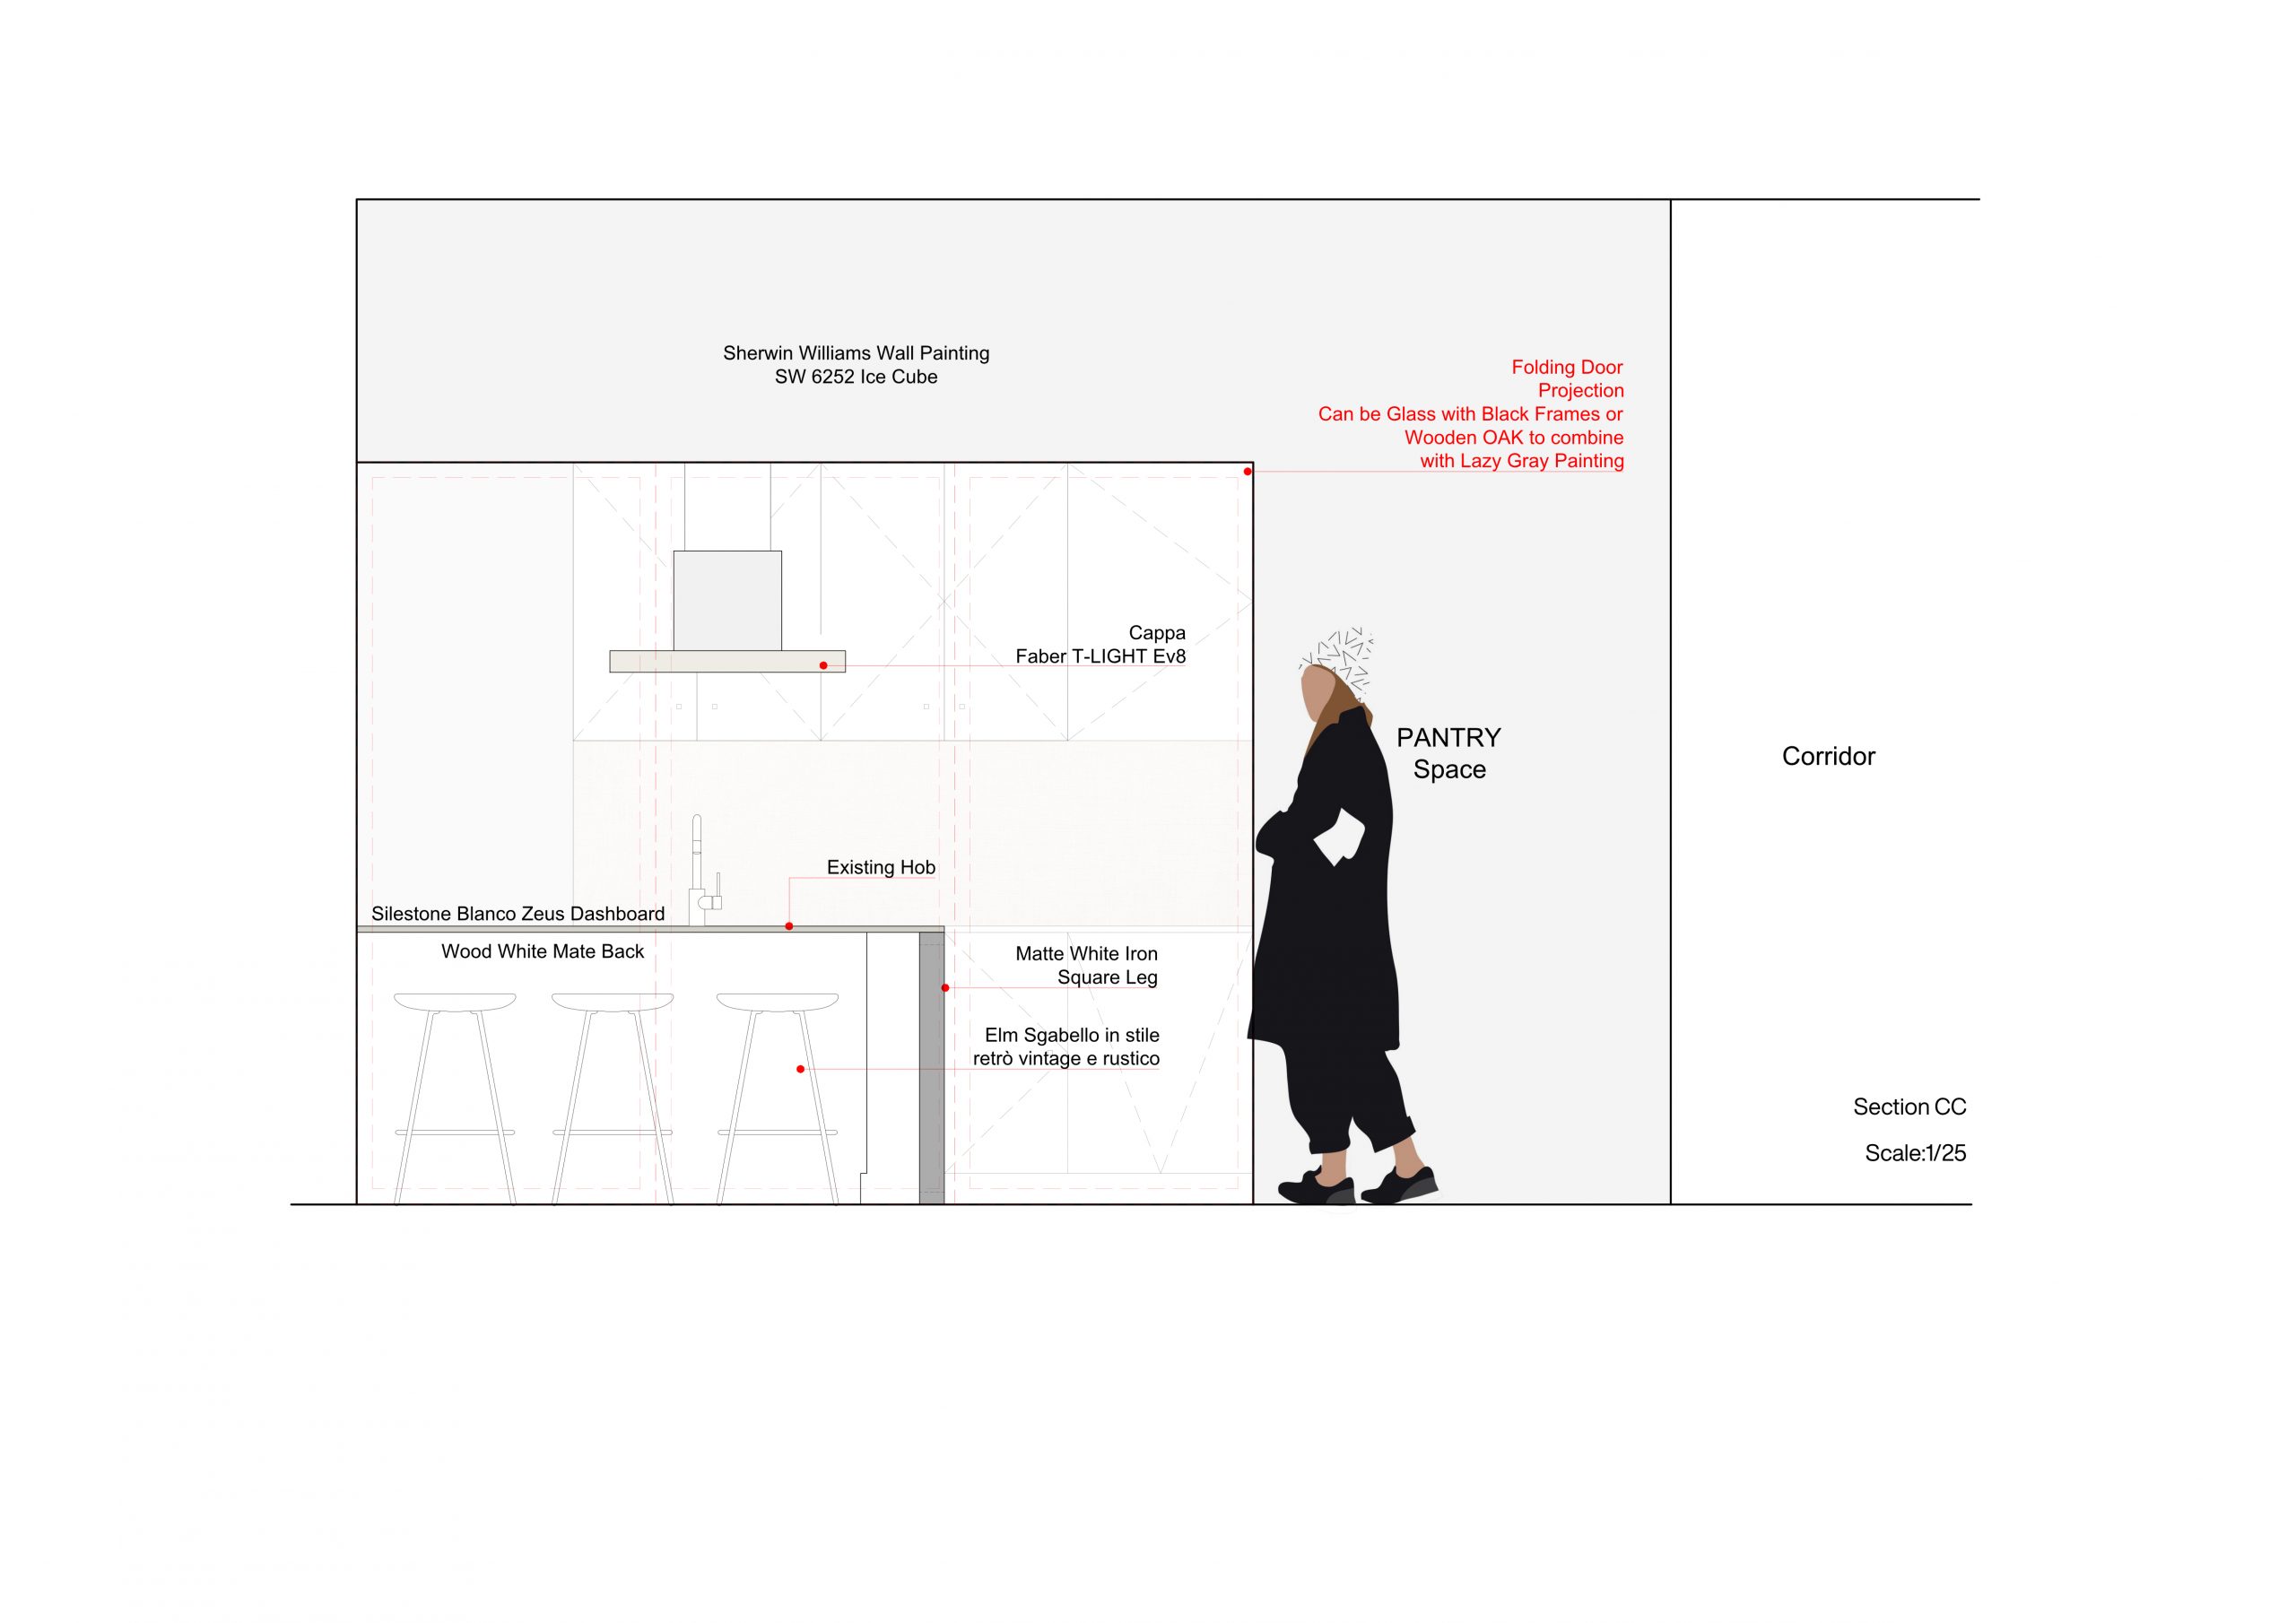 Sherwin Williams Wall Painting
SW 6252 Ice Cube
Folding Door
Projection
Can be Glass with Black Frames or
Wooden OAK to combine
with Lazy Gray Painting
Cappa
Faber T-LIGHT Ev8
PANTRY
Space
Corridor
Existing Hob
Silestone Blanco Zeus Dashboard
Wood White Mate Back
Matte White Iron
Square Leg
Elm Sgabello in stile
retrò vintage e rustico
Section CC
Scale:1/25